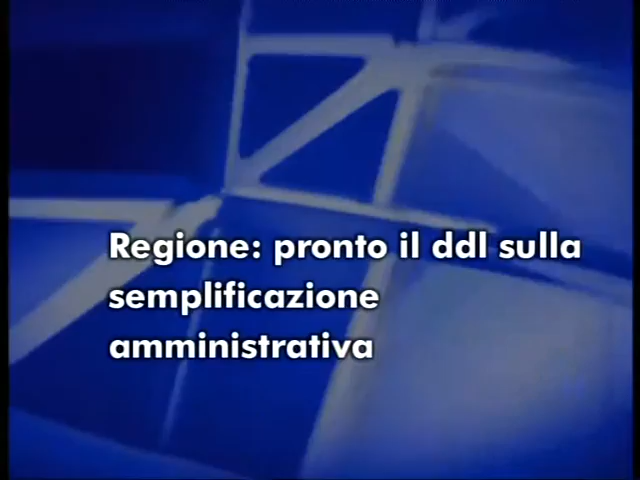 Regione: pronto il ddl sulla
semplificazione
amministrativa